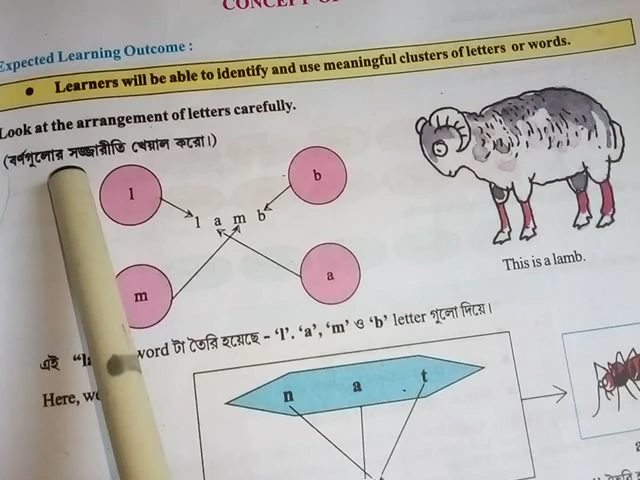 CONCEPT OF
Expected Learning Outcome :
• Learners will be able to identify and use meaningful clusters of letters or words.
Look at the arrangement of letters carefully.
(বৰ্ণগুলোর সজ্জারীতি খেয়াল করো।)
l
b
l a m b
m
a
This is a lamb.
এই word টা তৈরি হয়েছে – 'l'. 'a', 'm' ও 'b' letter গুলো দিয়ে।
Here, we
n a t